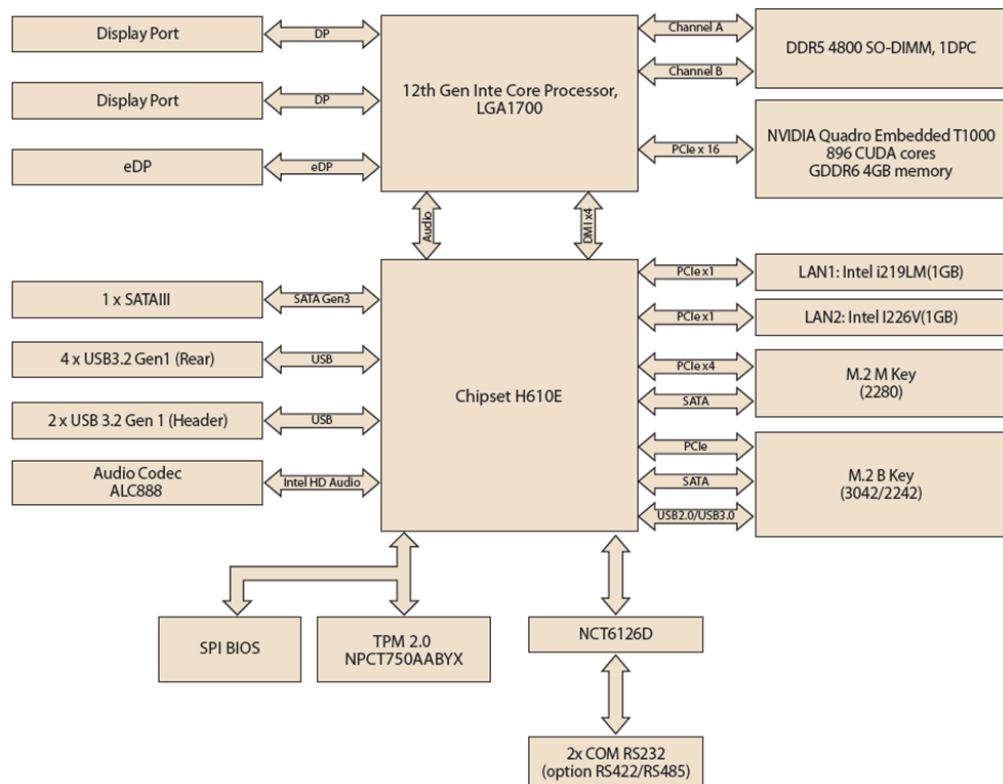 Display Port
DP
Channel A
DDR5 4800 SO-DIMM, 1DPC
Channel B
12th Gen Inte Core Processor,
LGA1700
Display Port
DP
PCIe x 16
NVIDIA Quadro Embedded T1000
896 CUDA cores
GDDR6 4GB memory
eDP
eDP
Audio
DMI x4
PCIe x1
LAN1: Intel i219LM(1GB)
1 x SATAIII
SATA Gen3
PCIe x1
LAN2: Intel I226V(1GB)
4 x USB3.2 Gen1 (Rear)
USB
Chipset H610E
PCIe x4
SATA
M.2 M Key
(2280)
2 x USB 3.2 Gen 1 (Header)
USB
PCIe
SATA
USB2.0/USB3.0
M.2 B Key
(3042/2242)
Audio Codec
ALC888
Intel HD Audio
SPI BIOS
TPM 2.0
NPCT750AABYX
NCT6126D
2x COM RS232
(option RS422/RS485)